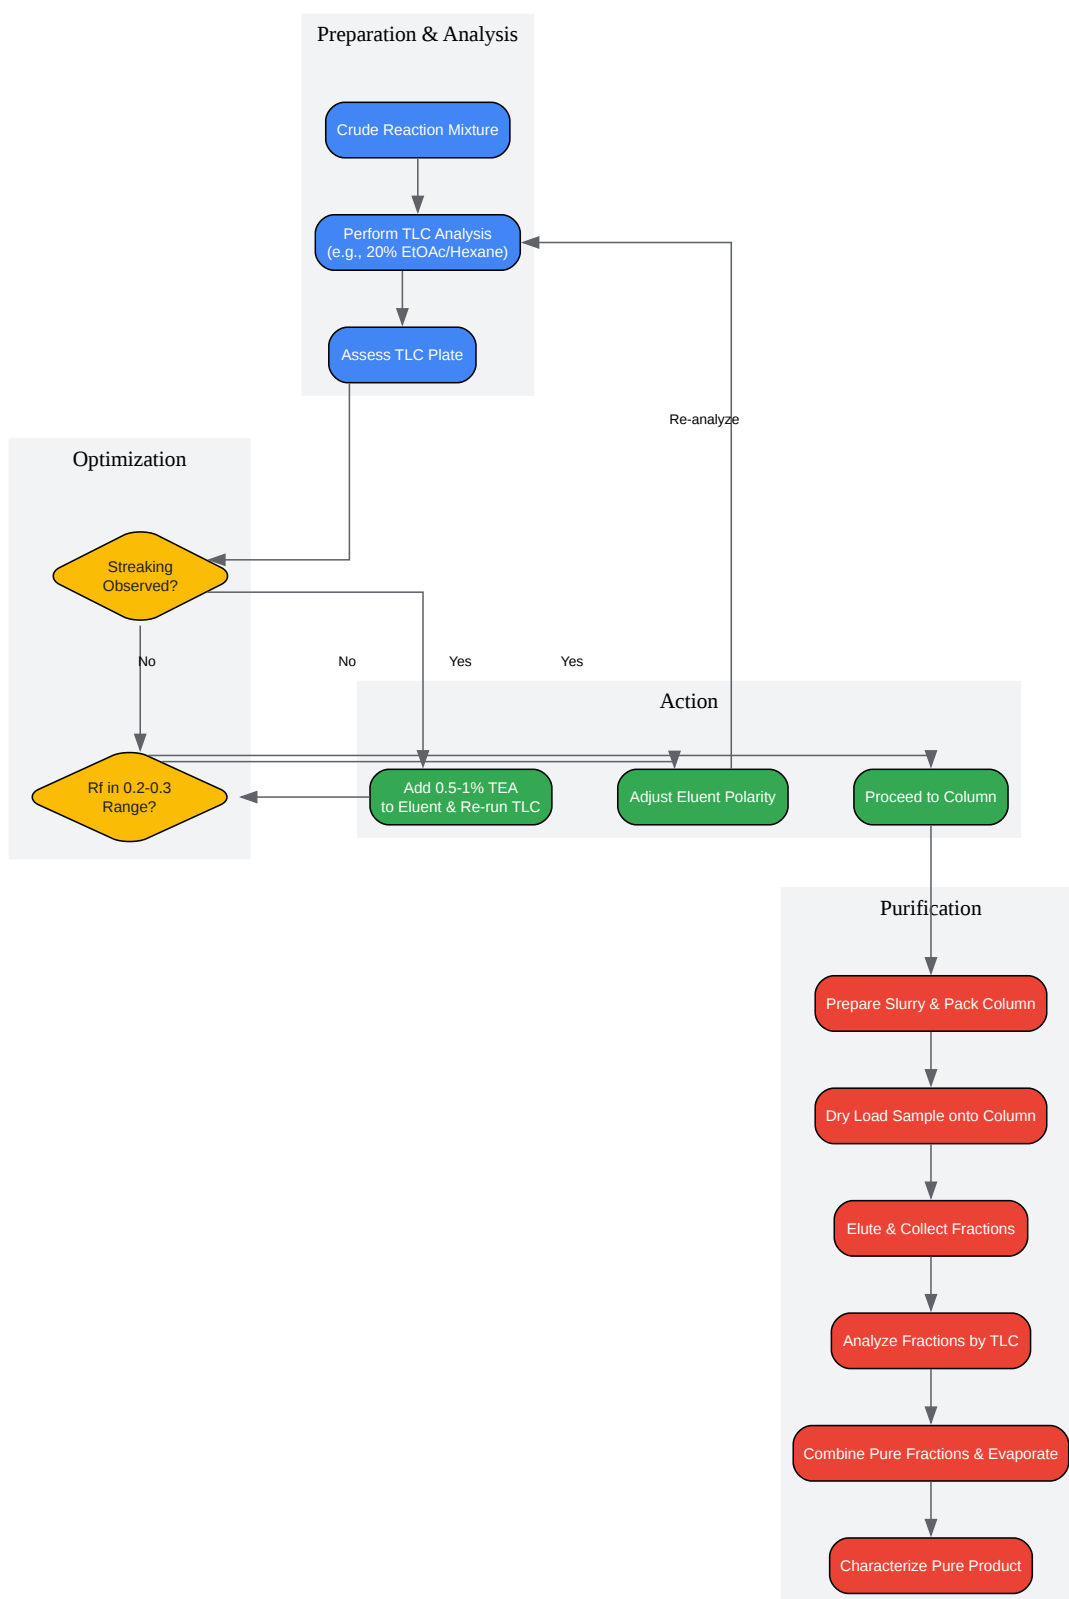 Preparation & Analysis
Crude Reaction Mixture
Perform TLC Analysis
(e.g., 20% EtOAc/Hexane)
Assess TLC Plate
Re-analyze
Optimization
Streaking
Observed?
No
No
Yes
Yes
Action
Rf in 0.2-0.3
Range?
Add 0.5-1% TEA
to Eluent & Re-run TLC
Adjust Eluent Polarity
Proceed to Column
Purification
Prepare Slurry & Pack Column
Dry Load Sample onto Column
Elute & Collect Fractions
Analyze Fractions by TLC
Combine Pure Fractions & Evaporate
Characterize Pure Product